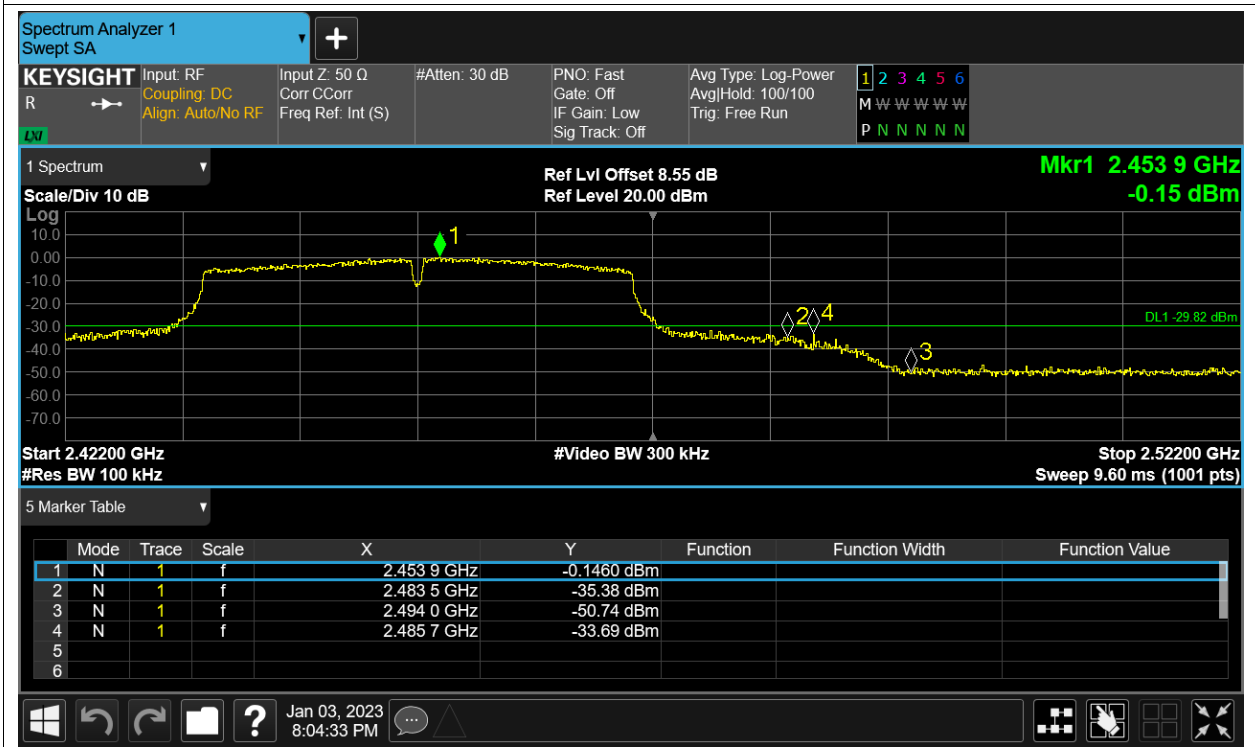 Spectrum Analyzer 1
Swept SA
KEYSIGHT Input: RF Input Z: 50 Ω #Atten: 30 dB PNO: Fast Avg Type: Log-Power 1 2 3 4 5 6
R Coupling: DC Corr CCorr Gate: Off Avg|Hold: 100/100 M W W W W W
Align: Auto/No RF Freq Ref: Int (S) IF Gain: Low Trig: Free Run
LXI Sig Track: Off P N N N N N N
1 Spectrum Ref Lvl Offset 8.55 dB Mkr1 2.453 9 GHz
Scale/Div 10 dB Ref Level 20.00 dBm -0.15 dBm
Log
10.0 1
0.00
-10.0
-20.0
-30.0 2 4 DL1 -29.82 dBm
-40.0 3
-50.0
-60.0
-70.0
Start 2.42200 GHz #Video BW 300 kHz Stop 2.52200 GHz
#Res BW 100 kHz Sweep 9.60 ms (1001 pts)
5 Marker Table
Mode Trace Scale X Y Function Function Width Function Value
1 N 1 f 2.453 9 GHz -0.1460 dBm
2 N 1 f 2.483 5 GHz -35.38 dBm
3 N 1 f 2.494 0 GHz -50.74 dBm
4 N 1 f 2.485 7 GHz -33.69 dBm
5
6
? Jan 03, 2023
8:04:33 PM